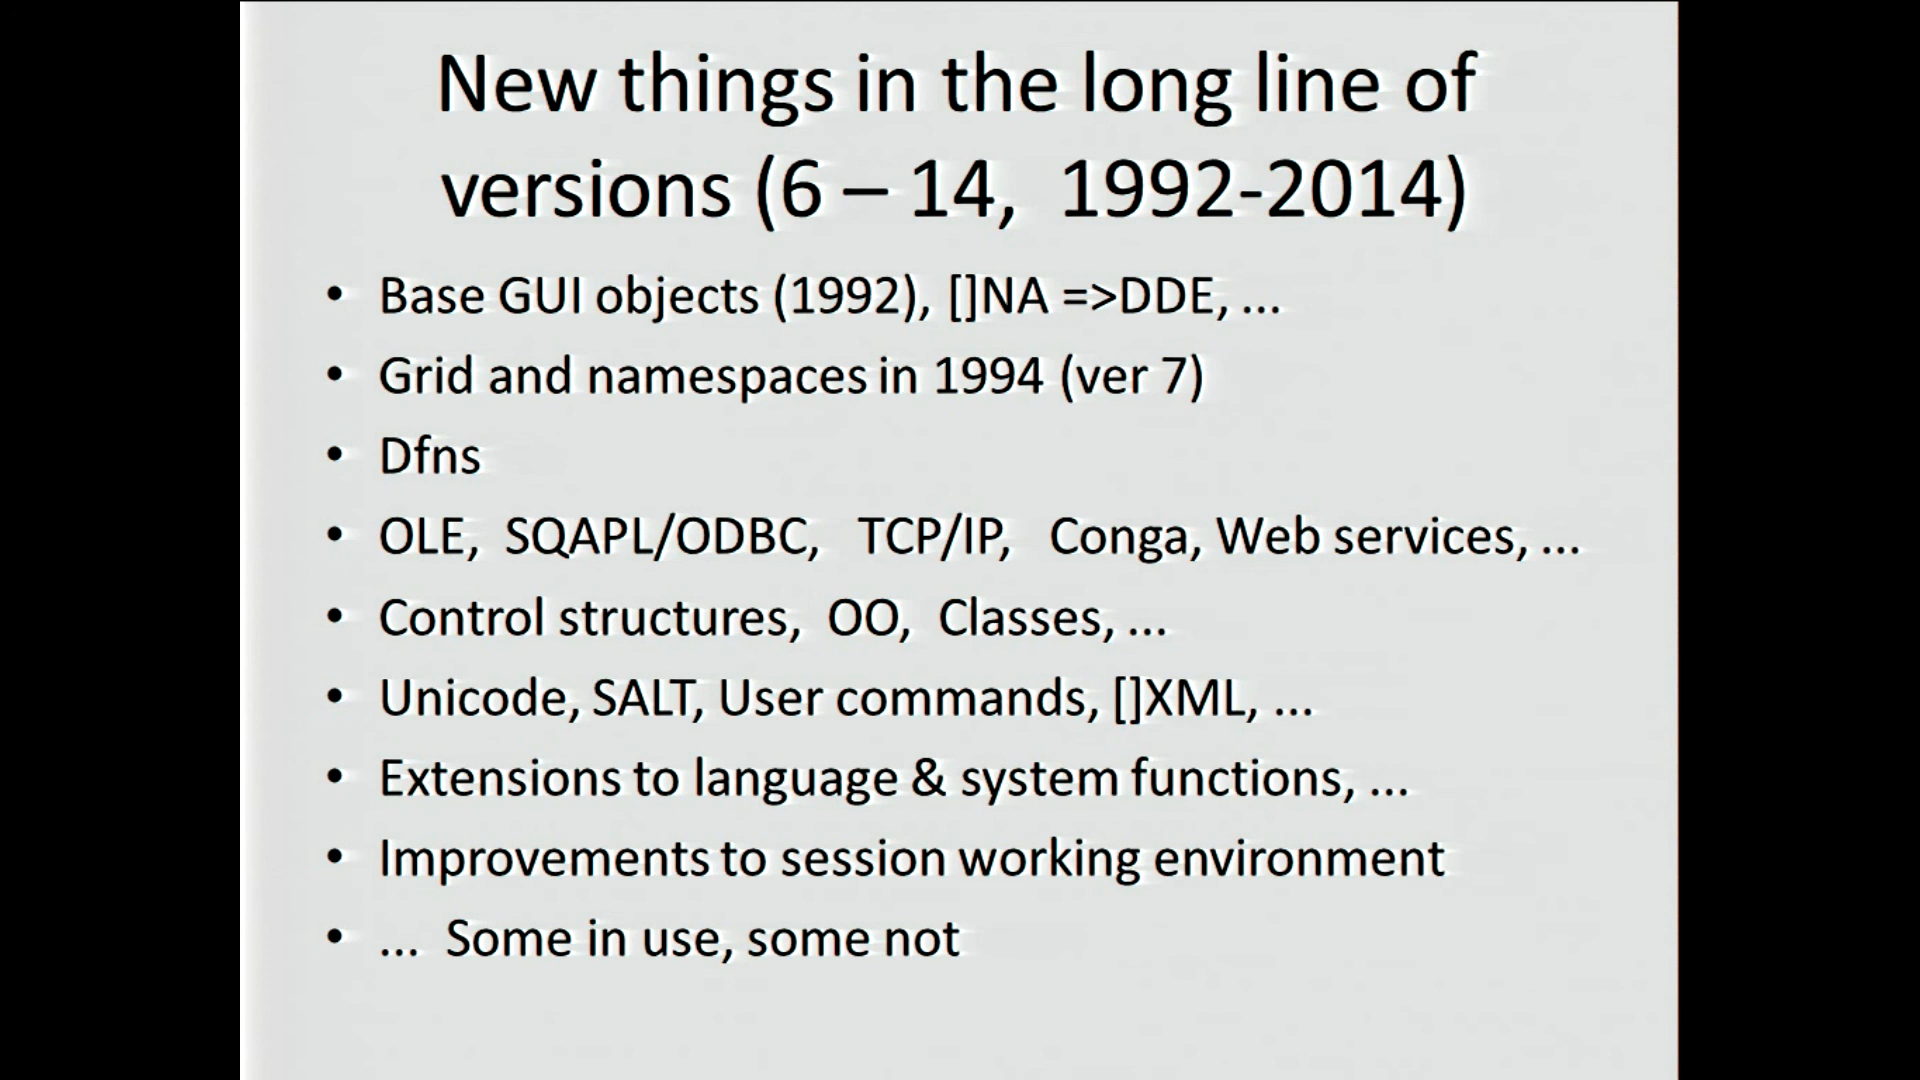 New things in the long line of
versions (6 – 14, 1992-2014)
• Base GUI objects (1992), []NA =>DDE, ...
• Grid and namespaces in 1994 (ver 7)
• Dfns
• OLE, SQAPL/ODBC, TCP/IP, Conga, Web services, ...
• Control structures, OO, Classes, ...
• Unicode, SALT, User commands, []XML, ...
• Extensions to language & system functions, ...
• Improvements to session working environment
• ... Some in use, some not